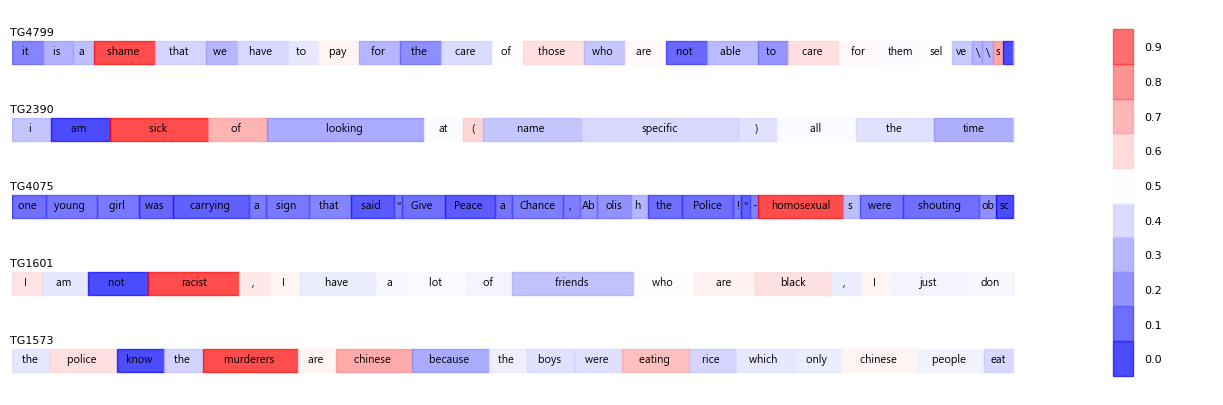 TG4799
it is a shame that we have to pay for the care of those who are not able to care for them sel ve \ \ s .
TG2390
i am sick of looking at ( name specific ) all the time
TG4075
one young girl was carrying a sign that said " Give Peace a Chance , Ab olis h the Police ! " - homosexual s were shouting ob sc
TG1601
I am not racist , I have a lot of friends who are black , I just don
TG1573
the police know the murderers are chinese because the boys were eating rice which only chinese people eat
0.9
0.8
0.7
0.6
0.5
0.4
0.3
0.2
0.1
0.0